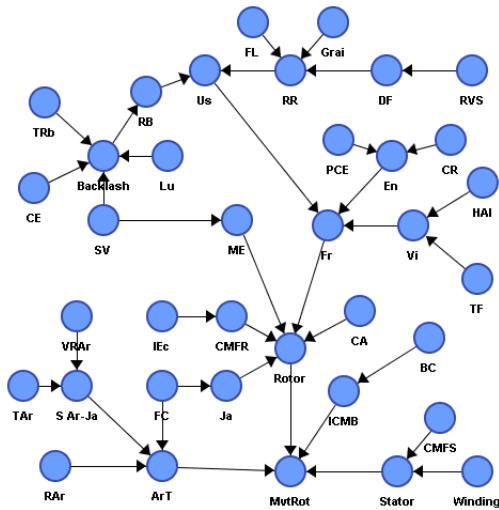 FL
Grai
RB
Us
RR
DF
RVS
TRb
Backlash
Lu
PCE
En
CR
HAI
CE
SV
ME
Fr
Vi
TF
VRAr
IEc
CMFR
CA
Rotor
BC
TAr
S Ar-Ja
FC
Ja
ICMB
CMFS
RAr
ArT
MvtRot
Stator
Winding